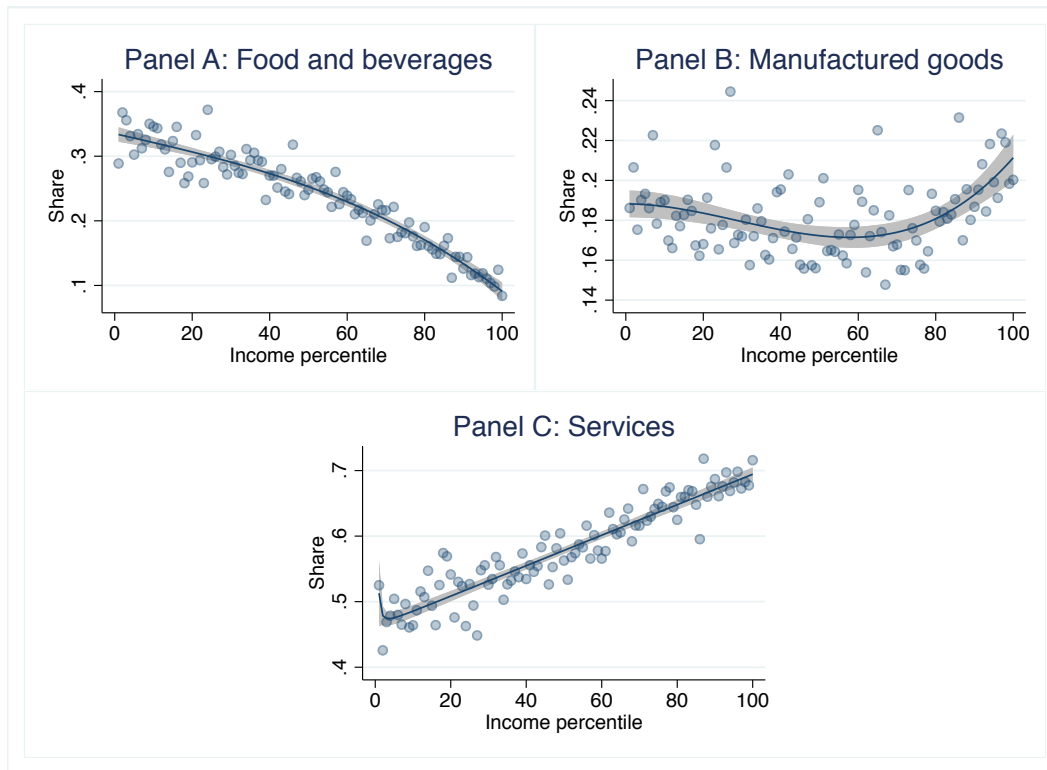 Panel A: Food and beverages
Share
.4
.3
.2
.1
0 20 40 60 80 100
Income percentile
Panel B: Manufactured goods
Share
.24
.22
.2
.18
.16
.14
0 20 40 60 80 100
Income percentile
Panel C: Services
Share
.7
.6
.5
.4
0 20 40 60 80 100
Income percentile